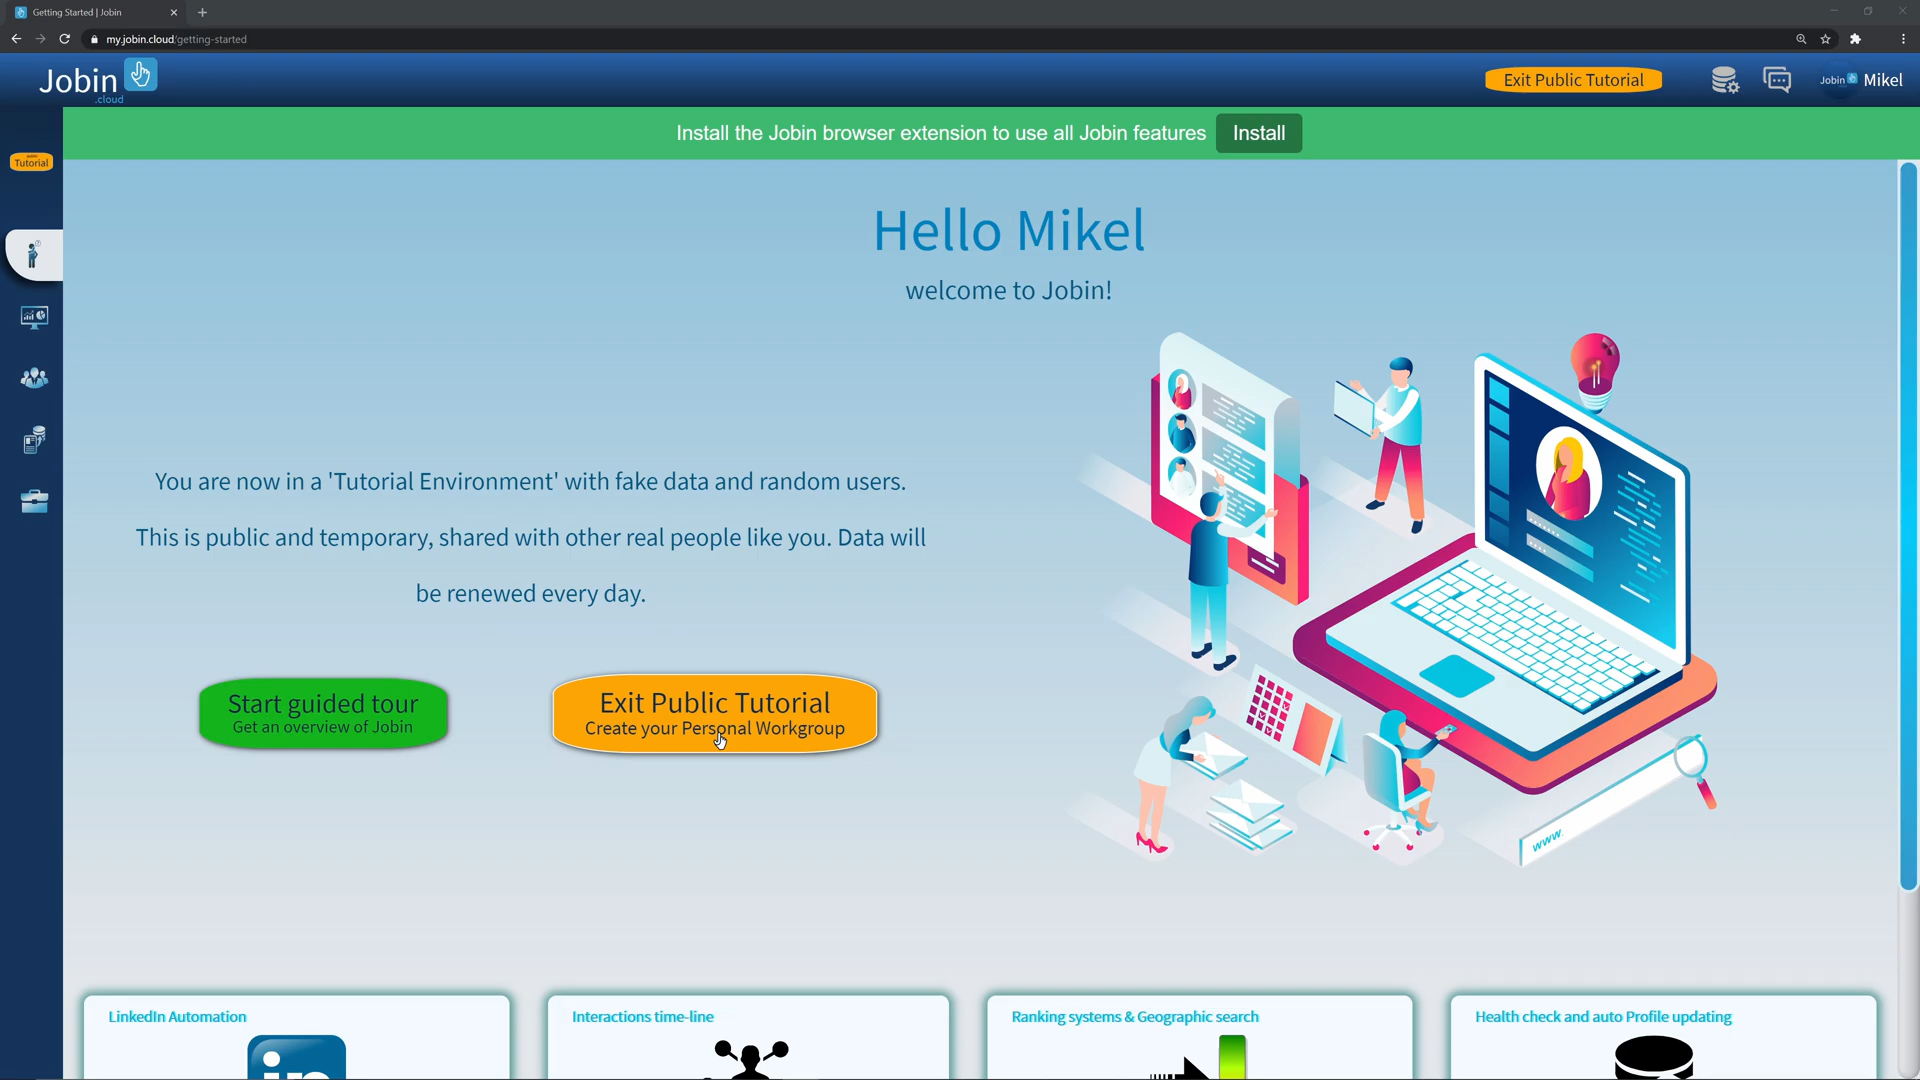 Getting Started | Jobin
my.jobin.cloud/getting-started
Jobin
.cloud
Exit Public Tutorial
Jobin
Mikel
Install the Jobin browser extension to use all Jobin features
Install
Tutorial
Hello Mikel
welcome to Jobin!
You are now in a 'Tutorial Environment' with fake data and random users.
This is public and temporary, shared with other real people like you. Data will
be renewed every day.
Start guided tour
Get an overview of Jobin
Exit Public Tutorial
Create your Personal Workgroup
www.
LinkedIn Automation
Interactions time-line
Ranking systems & Geographic search
Health check and auto Profile updating
in